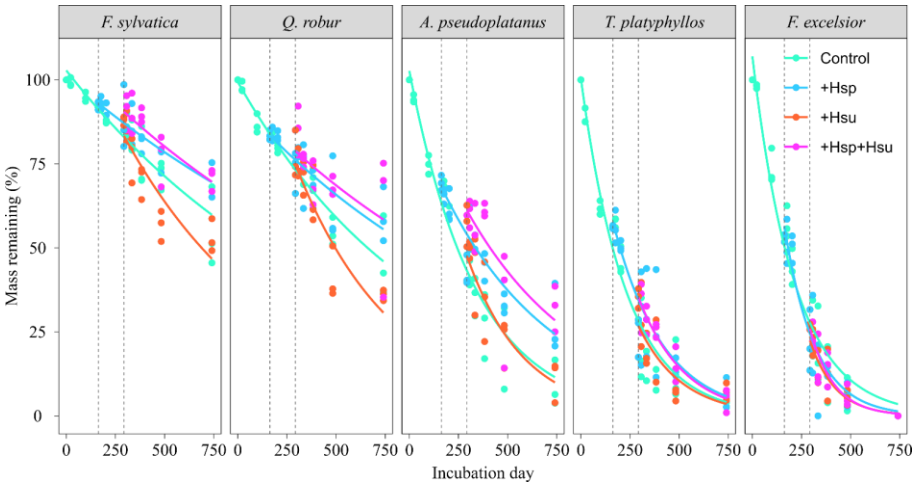 F. sylvatica
Q. robur
A. pseudoplatanus
T. platyphyllos
F. excelsior
Mass remaining (%)
100
75
50
25
0
Control
+Hsp
+Hsu
+Hsp+Hsu
0 250 500 750
0 250 500 750
0 250 500 750
0 250 500 750
0 250 500 750
Incubation day